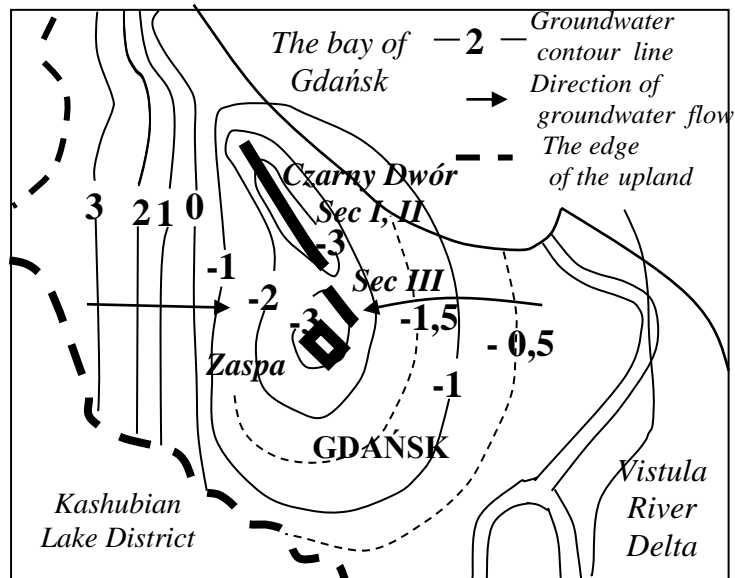 The bay of
Gdańsk
2
Groundwater
contour line
Direction of
groundwater flow
The edge
of the upland
Czarny Dwór
Sec I, II
-3
3
2
1
0
-1
-2
Sec III
-3
-1,5
- 0,5
-1
Zaspa
GDAŃSK
Kashubian
Lake District
Vistula
River
Delta